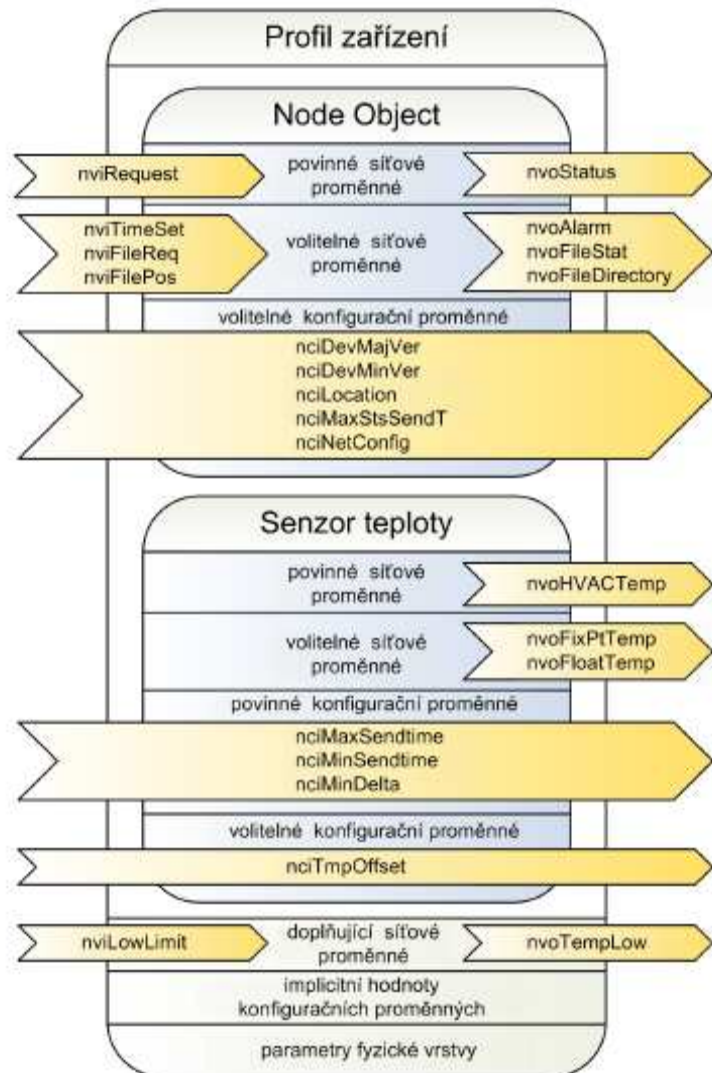 Profil zařízení
Node Object
nviRequest
povinné síťové
proměnné
nvoStatus
nviTimeSet
nviFileReq
nviFilePos
volitelné síťové
proměnné
nvoAlarm
nvoFileStat
nvoFileDirectory
volitelné konfigurační proměnné
nciDevMajVer
nciDevMinVer
nciLocation
nciMaxStsSendT
nciNetConfig
Senzor teploty
povinné síťové
proměnné
nvoHVACTemp
volitelné síťové
proměnné
nvoFixPtTemp
nvoFloatTemp
povinné konfigurační proměnné
nciMaxSendtime
nciMinSendtime
nciMinDelta
volitelné konfigurační proměnné
nciTmpOffset
nviLowLimit
doplňující síťové
proměnné
nvoTempLow
implicitní hodnoty
konfiguračních proměnných
parametry fyzické vrstvy